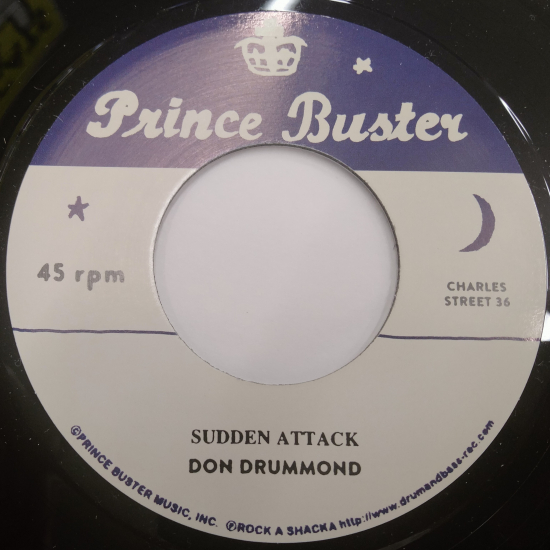 Prince Buster
45 rpm
CHARLES
STREET 36
SUDDEN ATTACK
DON DRUMMOND
©PRINCE BUSTER MUSIC, INC. ℗ROCK A SHACKA http://www.drumandbass-rec.com